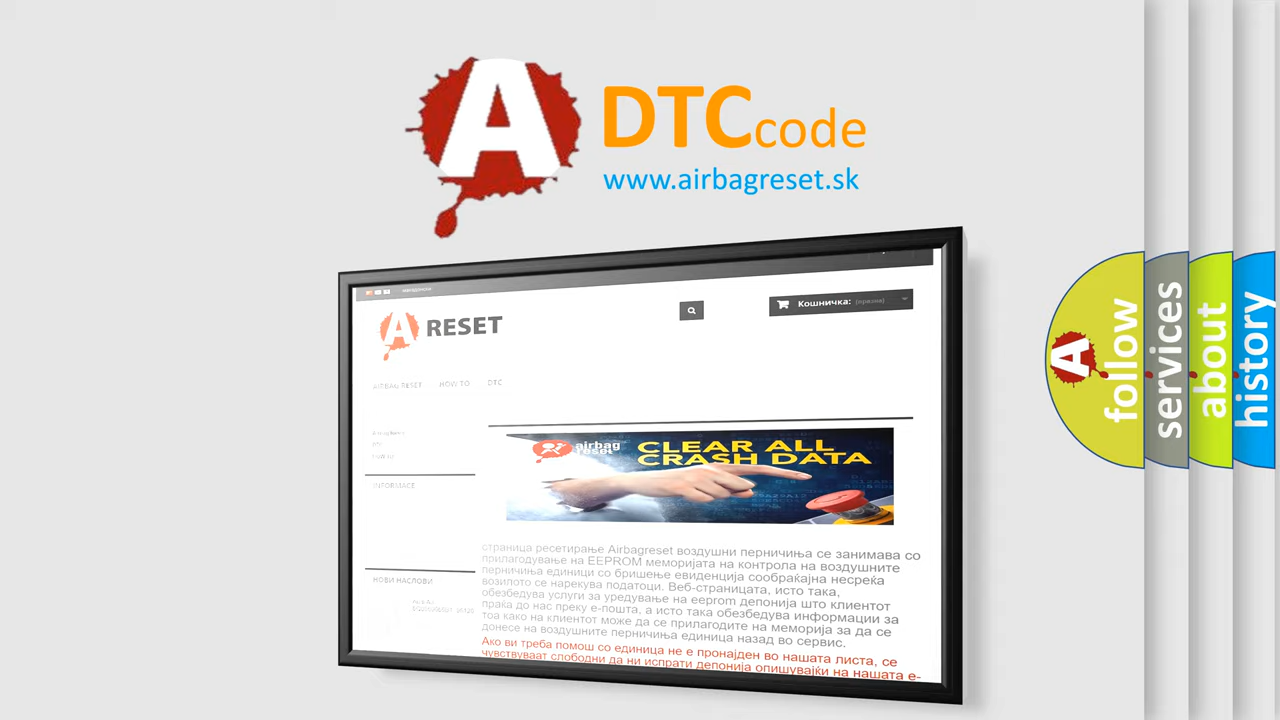 A
DTCcode
www.airbagreset.sk
A RESET
Кошничка: (празна)
AIRBAG RESET
HOW TO
DTC
airbag
reset
CLEAR ALL
CRASH DATA
INFORMACE
НОВИ НАСЛОВИ
страница ресетирање Airbagreset воздушни перничиња се занимава со
прилагодување на EEPROM меморијата на контрола на воздушните
перничиња единици со бришење евиденција сообраќајна несреќа
возилото се нарекува податоци. Веб-страницата, исто така,
обезбедува услуги за уредување на eeprom депонија што клиентот
праќа до нас преку е-пошта, а исто така обезбедува информации за
тоа како на клиентот може да се прилагодите на меморија за да се
донесе на воздушните перничиња единица назад во сервис.
Ако ви треба помош со единица не е пронајден во нашата листа, се
чувствуваат слободни да ни испрати депонија опишувајќи на нашата е-
A
follow
services
about
history